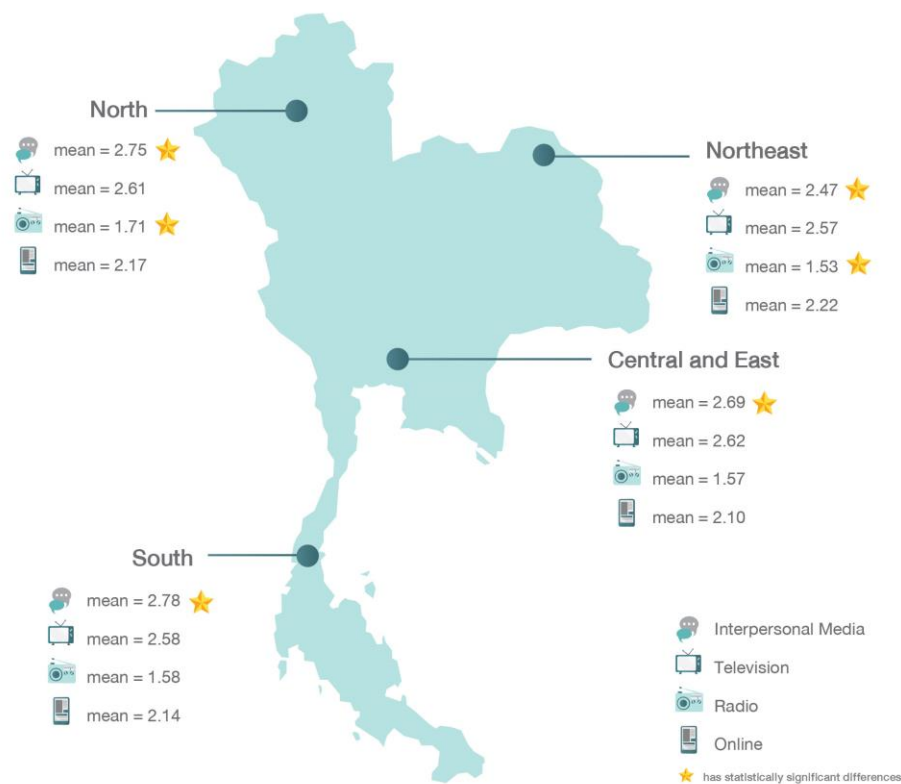 North
mean = 2.75
mean = 2.61
mean = 1.71
mean = 2.17
Northeast
mean = 2.47
mean = 2.57
mean = 1.53
mean = 2.22
Central and East
mean = 2.69
mean = 2.62
mean = 1.57
mean = 2.10
South
mean = 2.78
mean = 2.58
mean = 1.58
mean = 2.14
Interpersonal Media
Television
Radio
Online
has statistically significant differences